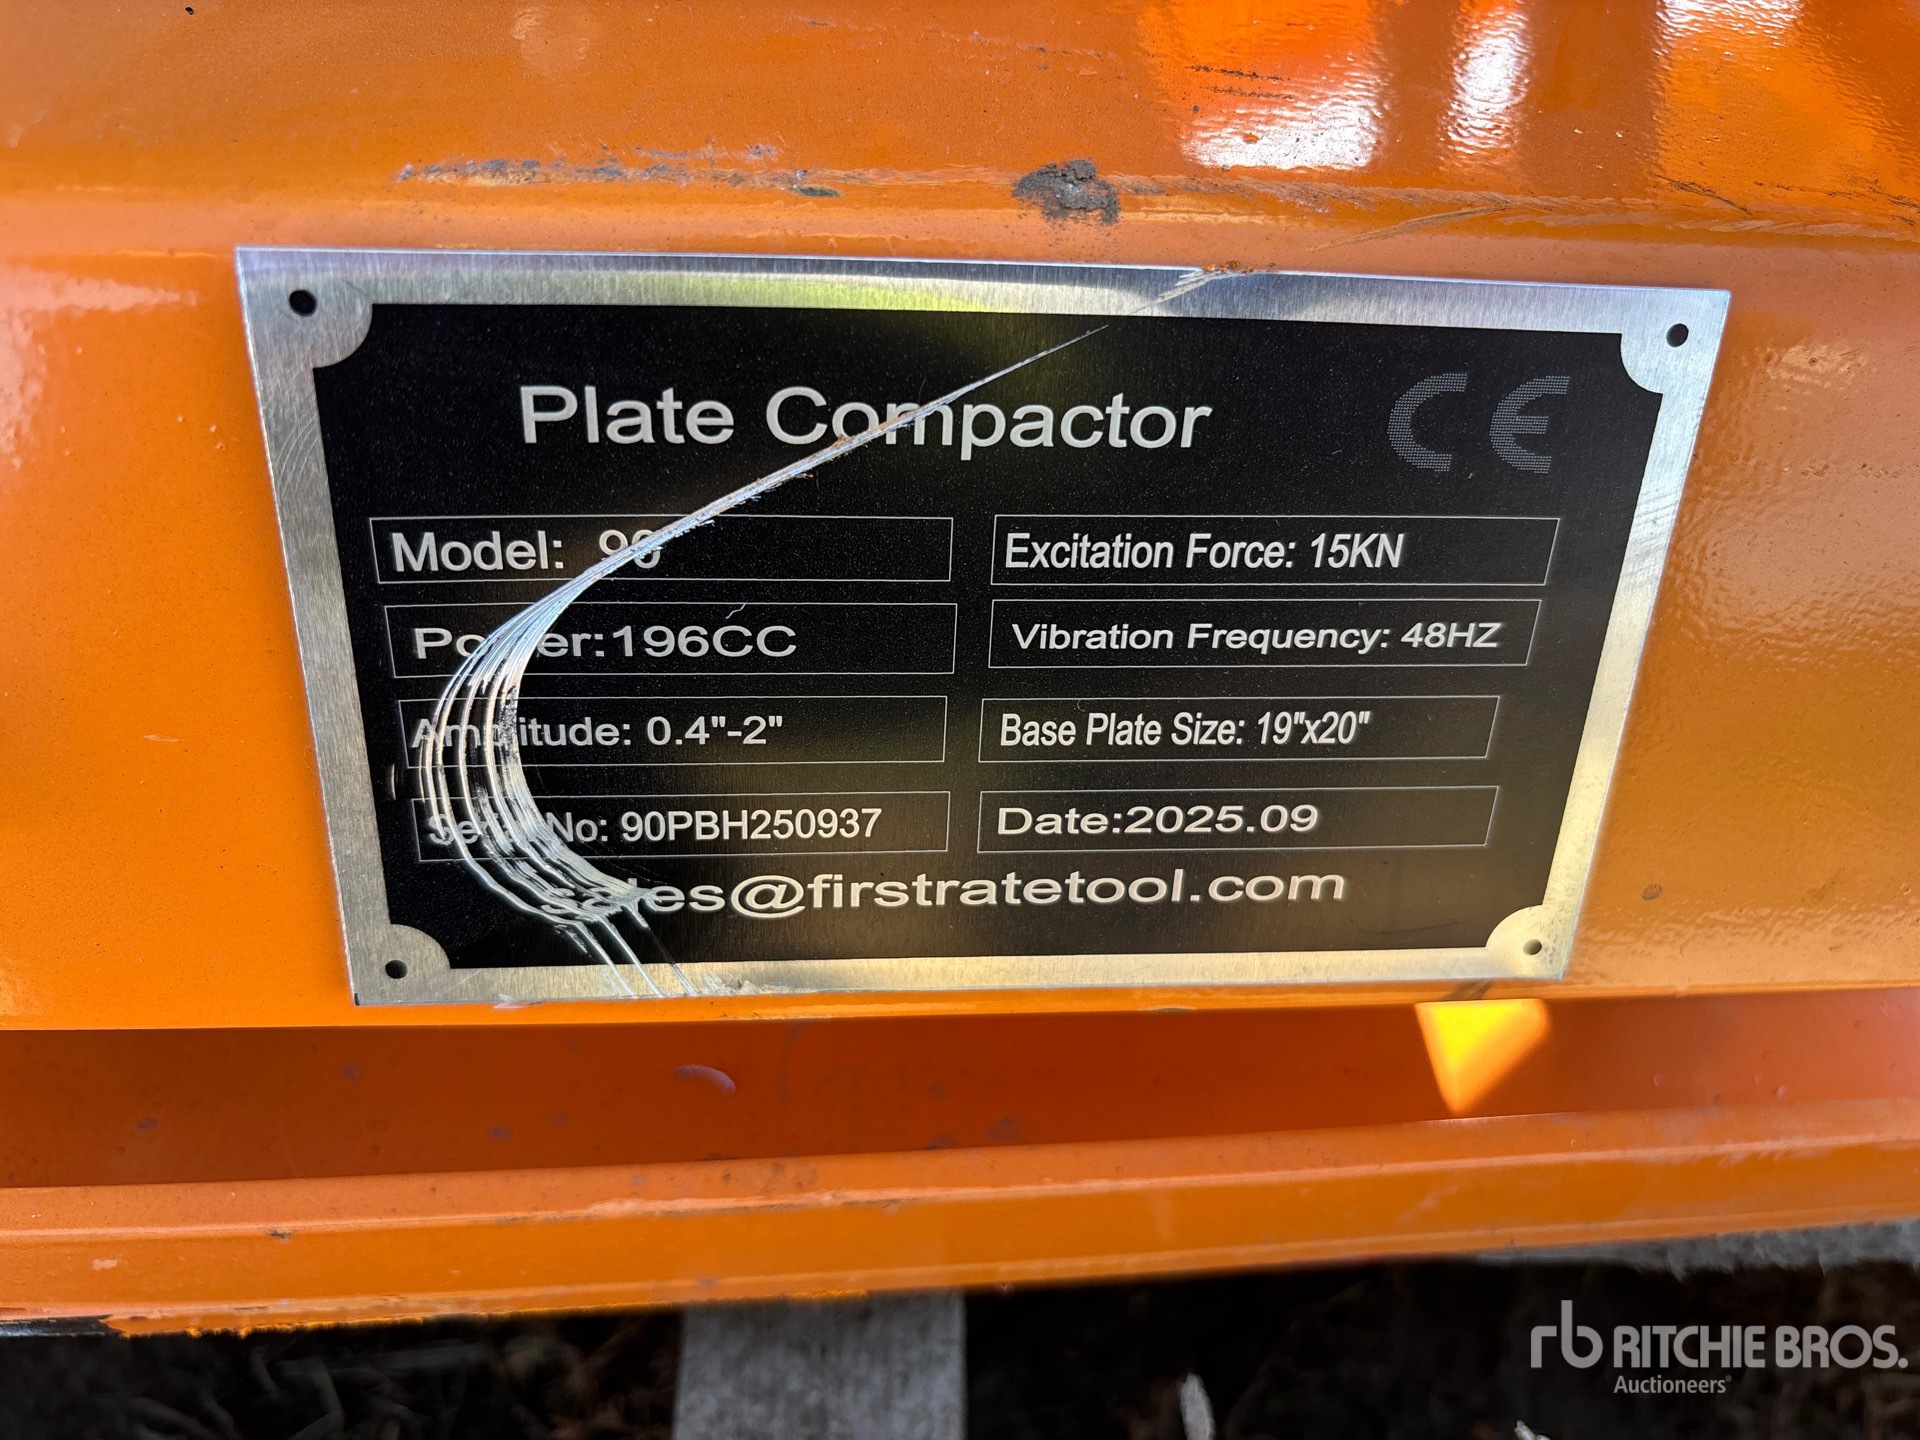 Plate Compactor CE
Model: 90
Excitation Force: 15KN
Power:196CC
Vibration Frequency: 48HZ
Amplitude: 0.4"-2"
Base Plate Size: 19"x20"
Serial No: 90PBH250937
Date:2025.09
sales@firstratetool.com
rb RITCHIE BROS.
Auctioneers®